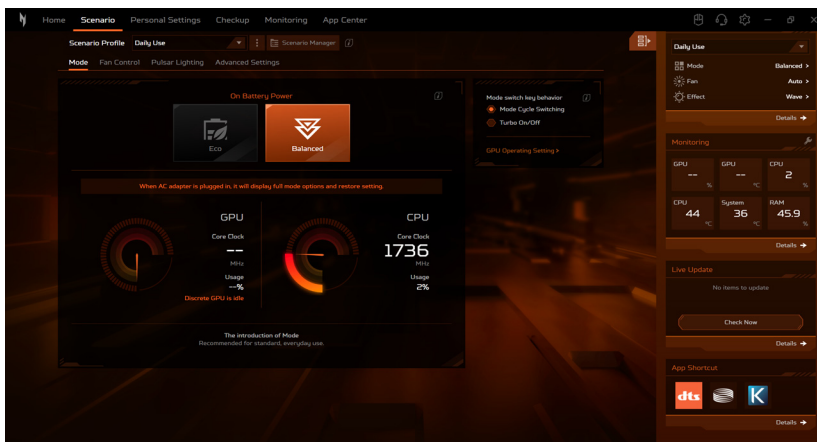 Home Scenario Personal Settings Checkup Monitoring App Center
Scenario Profile Daily Use Scenario Manager
Mode Fan Control Pulsar Lighting Advanced Settings
On Battery Power
Eco Balanced
When AC adapter is plugged in, it will display full mode options and restore setting.
GPU
Core Clock
--
MHz
Usage
--%
Discrete GPU is idle
CPU
Core Clock
1736
MHz
Usage
2%
The introduction of Mode
Recommended for standard, everyday use.
Mode switch key behavior
Mode Cycle Switching
Turbo On/Off
GPU Operating Setting >
Daily Use
Mode Balanced >
Fan Auto >
Effect Wave >
Details →
Monitoring
GPU GPU CPU
-- -- 2
% °C %
CPU System RAM
44 36 45.9
°C °C %
Details →
Live Update
No items to update
Check Now
Details →
App Shortcut
dts K
Details →